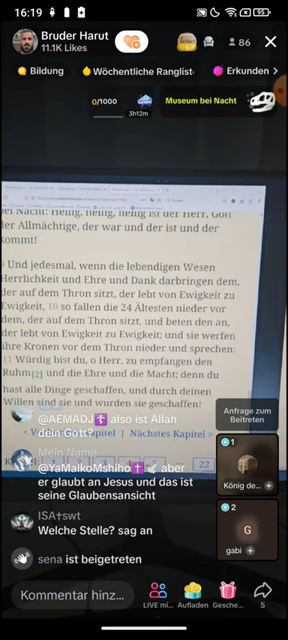 16:19
95
Bruder Harut
11.1K Likes
86
Bildung
Wöchentliche Ranglist
Erkunden >
0/1000
3h12m
Museum bei Nacht
bei Nacht: Heilig, heilig, heilig ist der Herr, Gott
der Allmächtige, der war und der ist und der
kommt!
Und jedesmal, wenn die lebendigen Wesen
Herrlichkeit und Ehre und Dank darbringen dem,
der auf dem Thron sitzt, der lebt von Ewigkeit zu
Ewigkeit, 10 so fallen die 24 Ältesten nieder vor
dem, der auf dem Thron sitzt, und beten den an,
der lebt von Ewigkeit zu Ewigkeit; und sie werfen
ihre Kronen vor dem Thron nieder und sprechen:
11 Würdig bist du, o Herr, zu empfangen den
Ruhm[2] und die Ehre und die Macht; denn du
hast alle Dinge geschaffen, und durch deinen
Willen sind sie und wurden sie geschaffen!
Kapitel | Nächstes Kapitel >
22
@AEMADJ also ist Allah
dein Gott?
Mein Name
@YaMaikoMshiho aber
er glaubt an Jesus und das ist
seine Glaubensansicht
ISA†swt
Welche Stelle? sag an
sena ist beigetreten
Anfrage zum
Beitreten
1
König de...
2
G
gabi
Kommentar hinz...
LIVE mi...
Aufladen
Gesche...
5